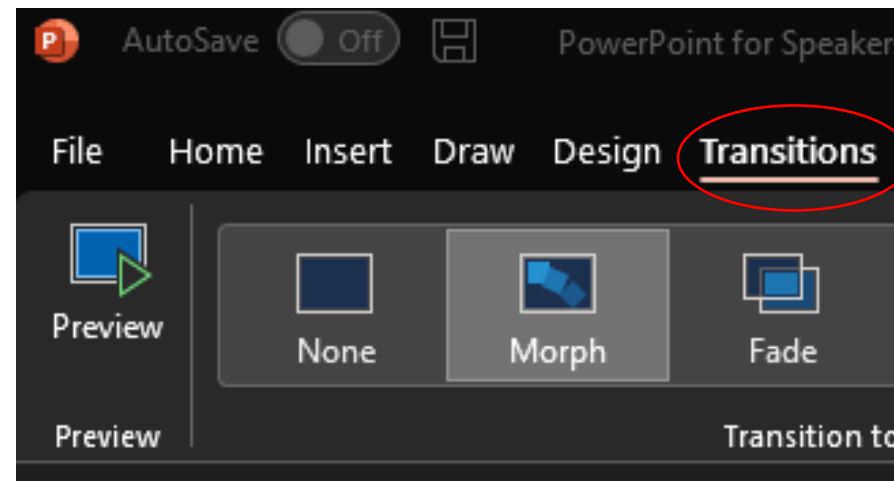 P AutoSave Off PowerPoint for Speaker
File Home Insert Draw Design Transitions
Preview None Morph Fade
Preview Transition to